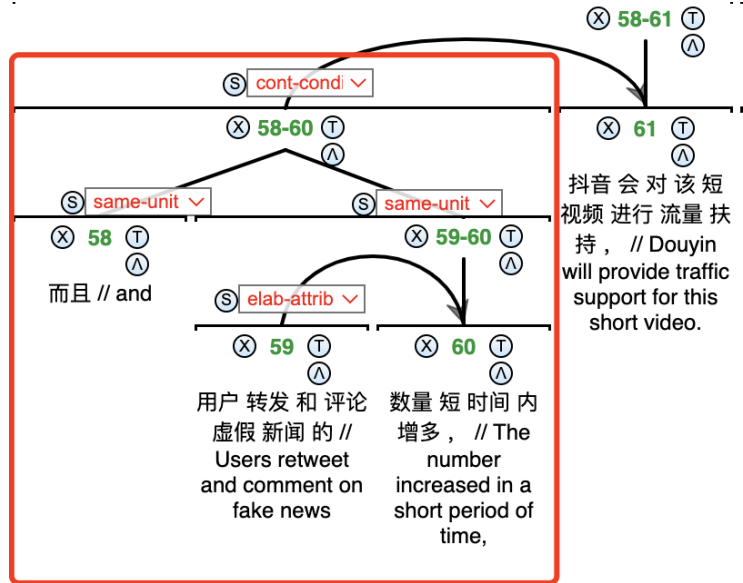 X 58-61 T
Λ
S cont-condi
X 58-60 T
Λ
X 61 T
Λ
抖音 会 对 该 短
视频 进行 流量 扶
持 ， // Douyin
will provide traffic
support for this
short video.
S same-unit
S same-unit
X 58 T
Λ
而且 // and
X 59-60 T
Λ
S elab-attrib
X 59 T
Λ
用户 转发 和 评论
虚假 新闻 的 //
Users retweet
and comment on
fake news
X 60 T
Λ
数量 短 时间 内
增多 ， // The
number
increased in a
short period of
time,